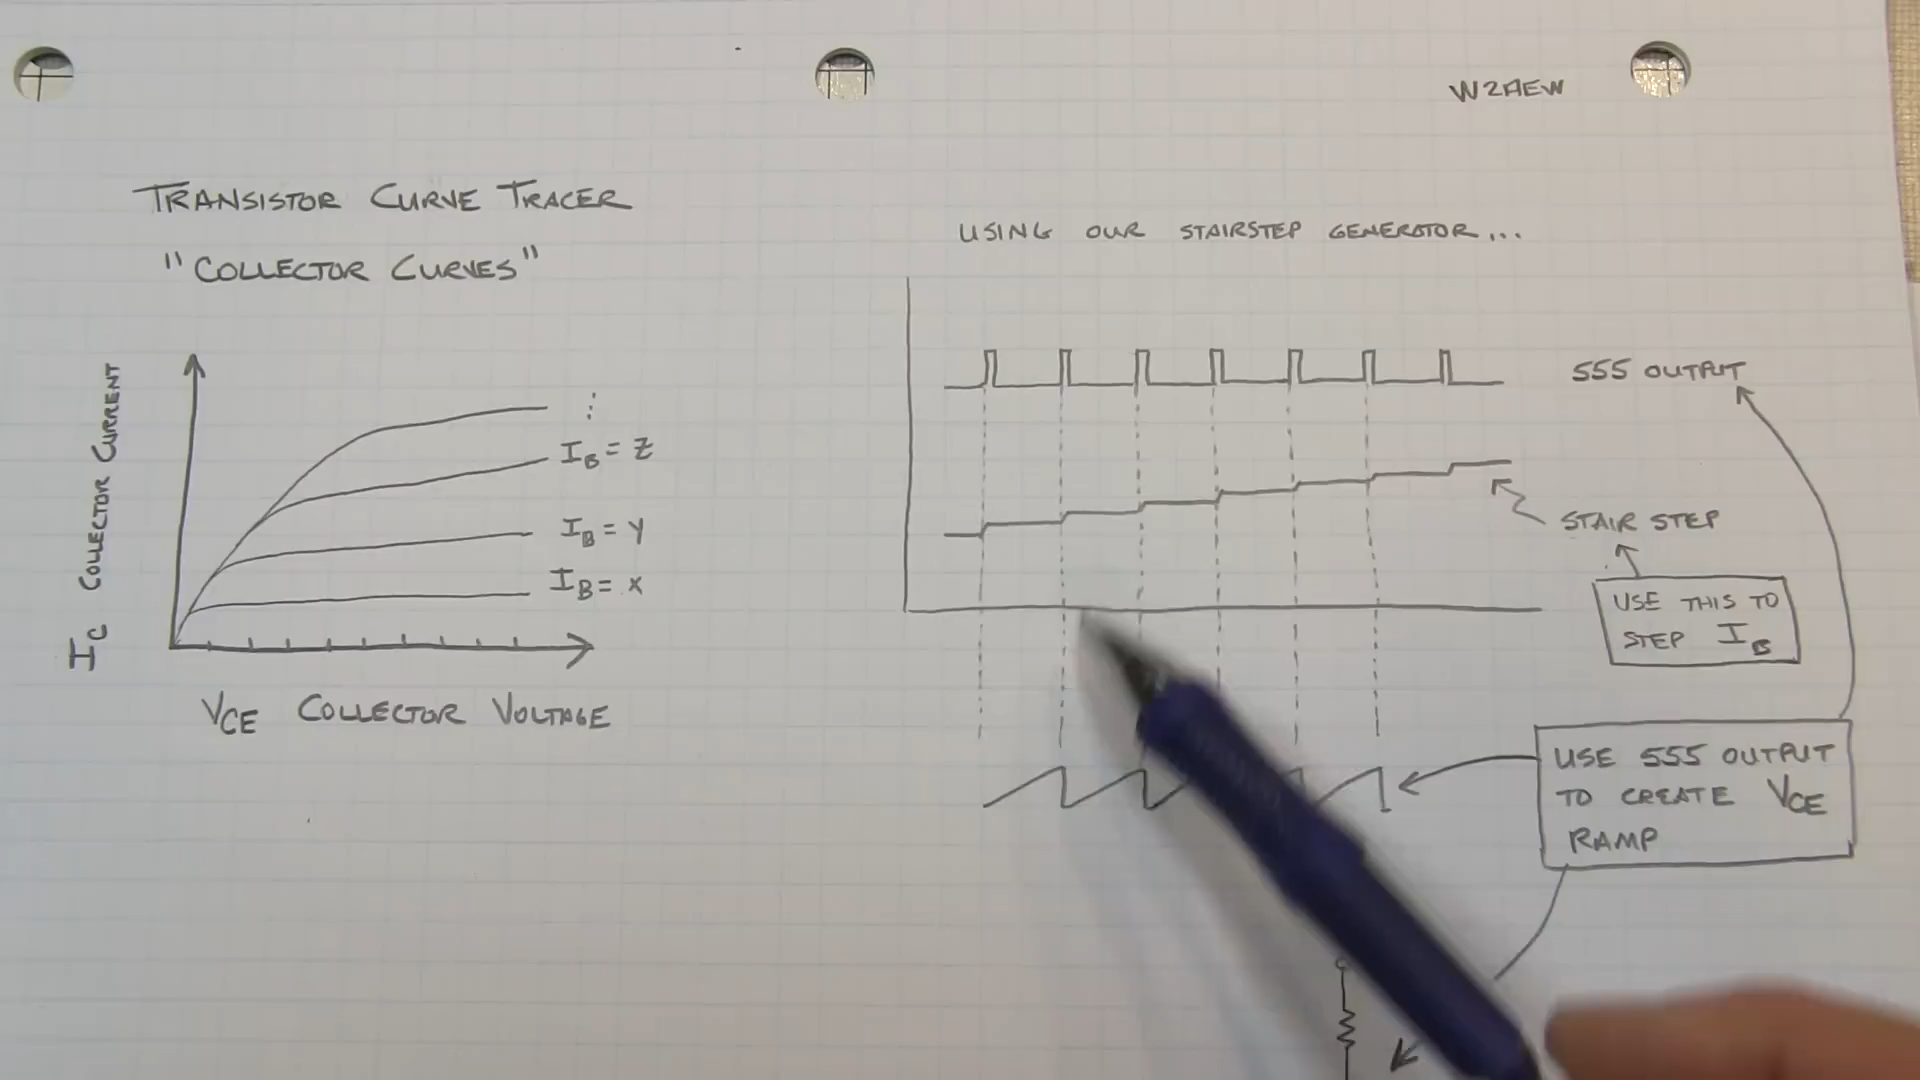 W2AEW
TRANSISTOR CURVE TRACER
"COLLECTOR CURVES"
IC COLLECTOR CURRENT
⋮
IB = Z
IB = Y
IB = X
VCE COLLECTOR VOLTAGE
USING OUR STAIRSTEP GENERATOR...
555 OUTPUT
STAIR STEP
USE THIS TO
STEP IB
USE 555 OUTPUT
TO CREATE VCE
RAMP